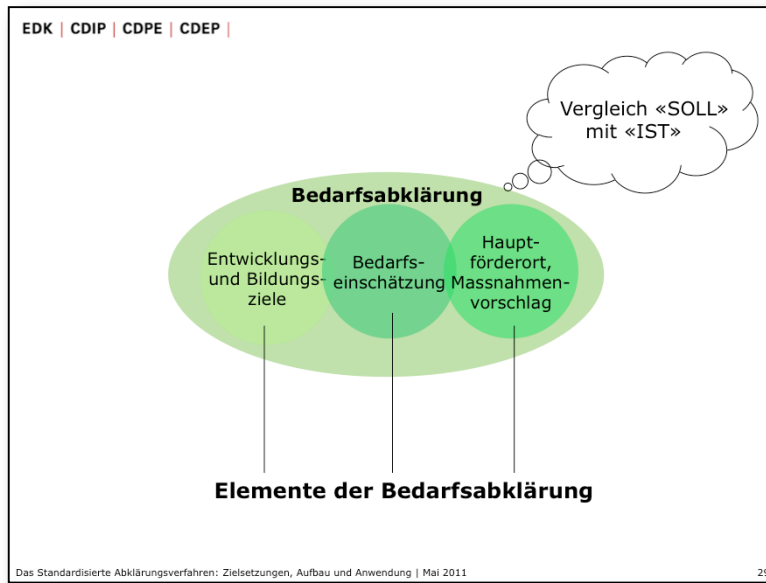 EDK | CDIP | CDPE | CDEP |
Vergleich «SOLL»
mit «IST»
Bedarfsabklärung
Entwicklungs-
und Bildungs-
ziele
Bedarfs-
einschätzung
Haupt-
förderort,
Massnahmen-
vorschlag
Elemente der Bedarfsabklärung
Das Standardisierte Abklärungsverfahren: Zielsetzungen, Aufbau und Anwendung | Mai 2011
29